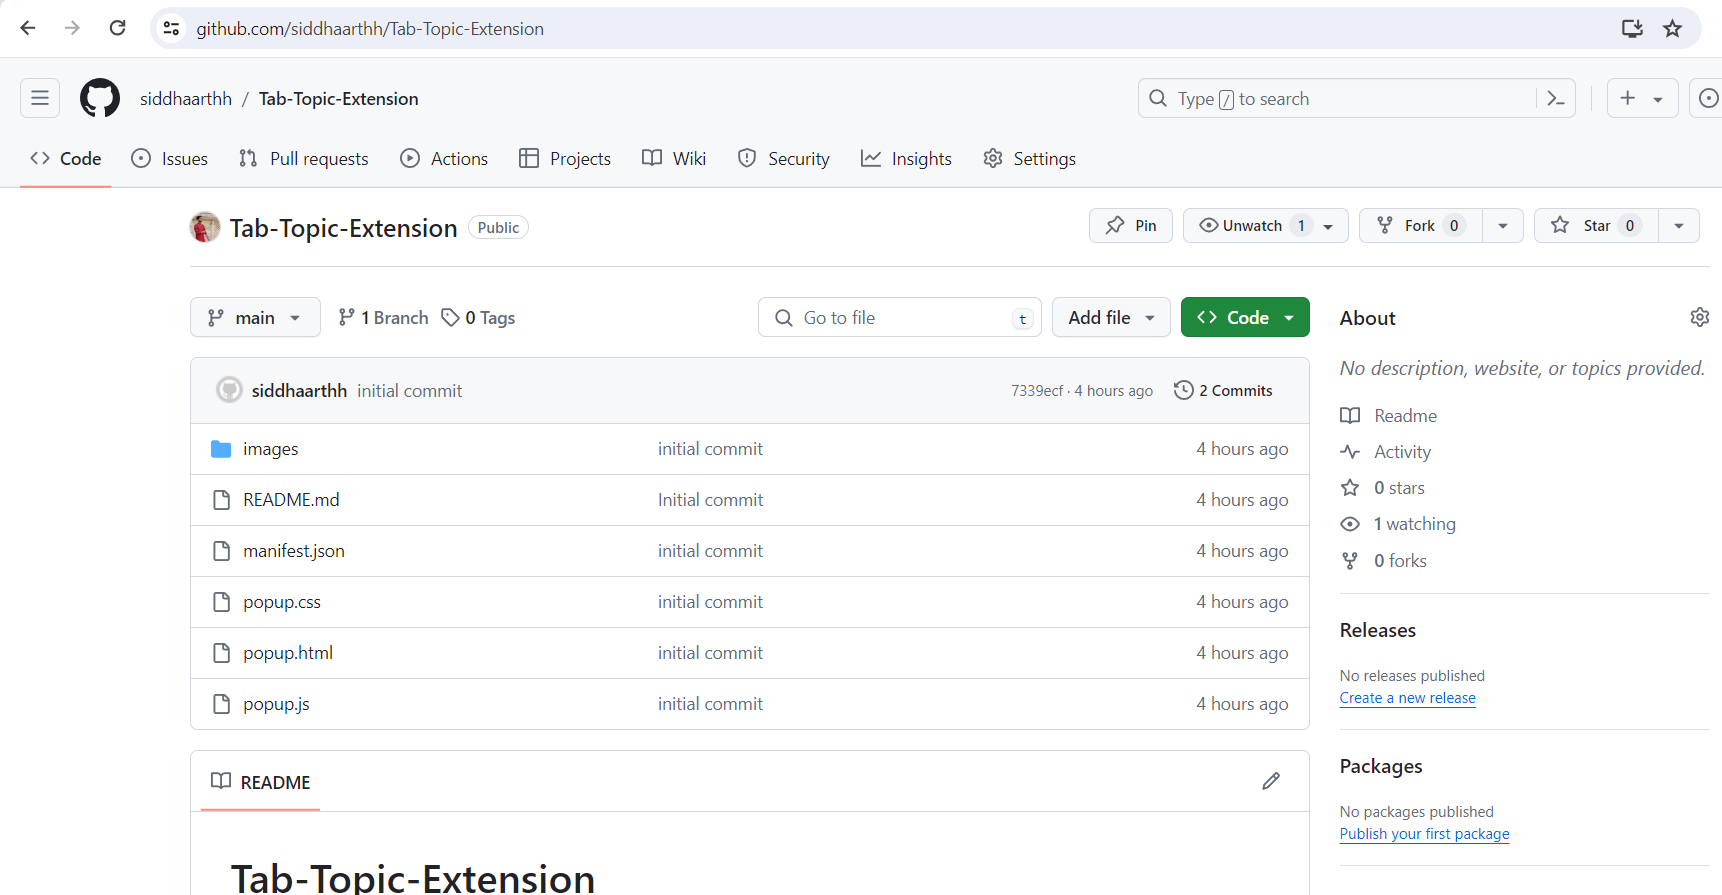 github.com/siddhaarthh/Tab-Topic-Extension
siddhaarthh / Tab-Topic-Extension
Type / to search
Code Issues Pull requests Actions Projects Wiki Security Insights Settings
Tab-Topic-Extension Public
Pin Unwatch 1 Fork 0 Star 0
main 1 Branch 0 Tags Go to file t Add file Code
siddhaarthh initial commit 7339ecf · 4 hours ago 2 Commits
images initial commit 4 hours ago
README.md Initial commit 4 hours ago
manifest.json initial commit 4 hours ago
popup.css initial commit 4 hours ago
popup.html initial commit 4 hours ago
popup.js initial commit 4 hours ago
README
Tab-Topic-Extension
About
No description, website, or topics provided.
Readme
Activity
0 stars
1 watching
0 forks
Releases
No releases published
Create a new release
Packages
No packages published
Publish your first package